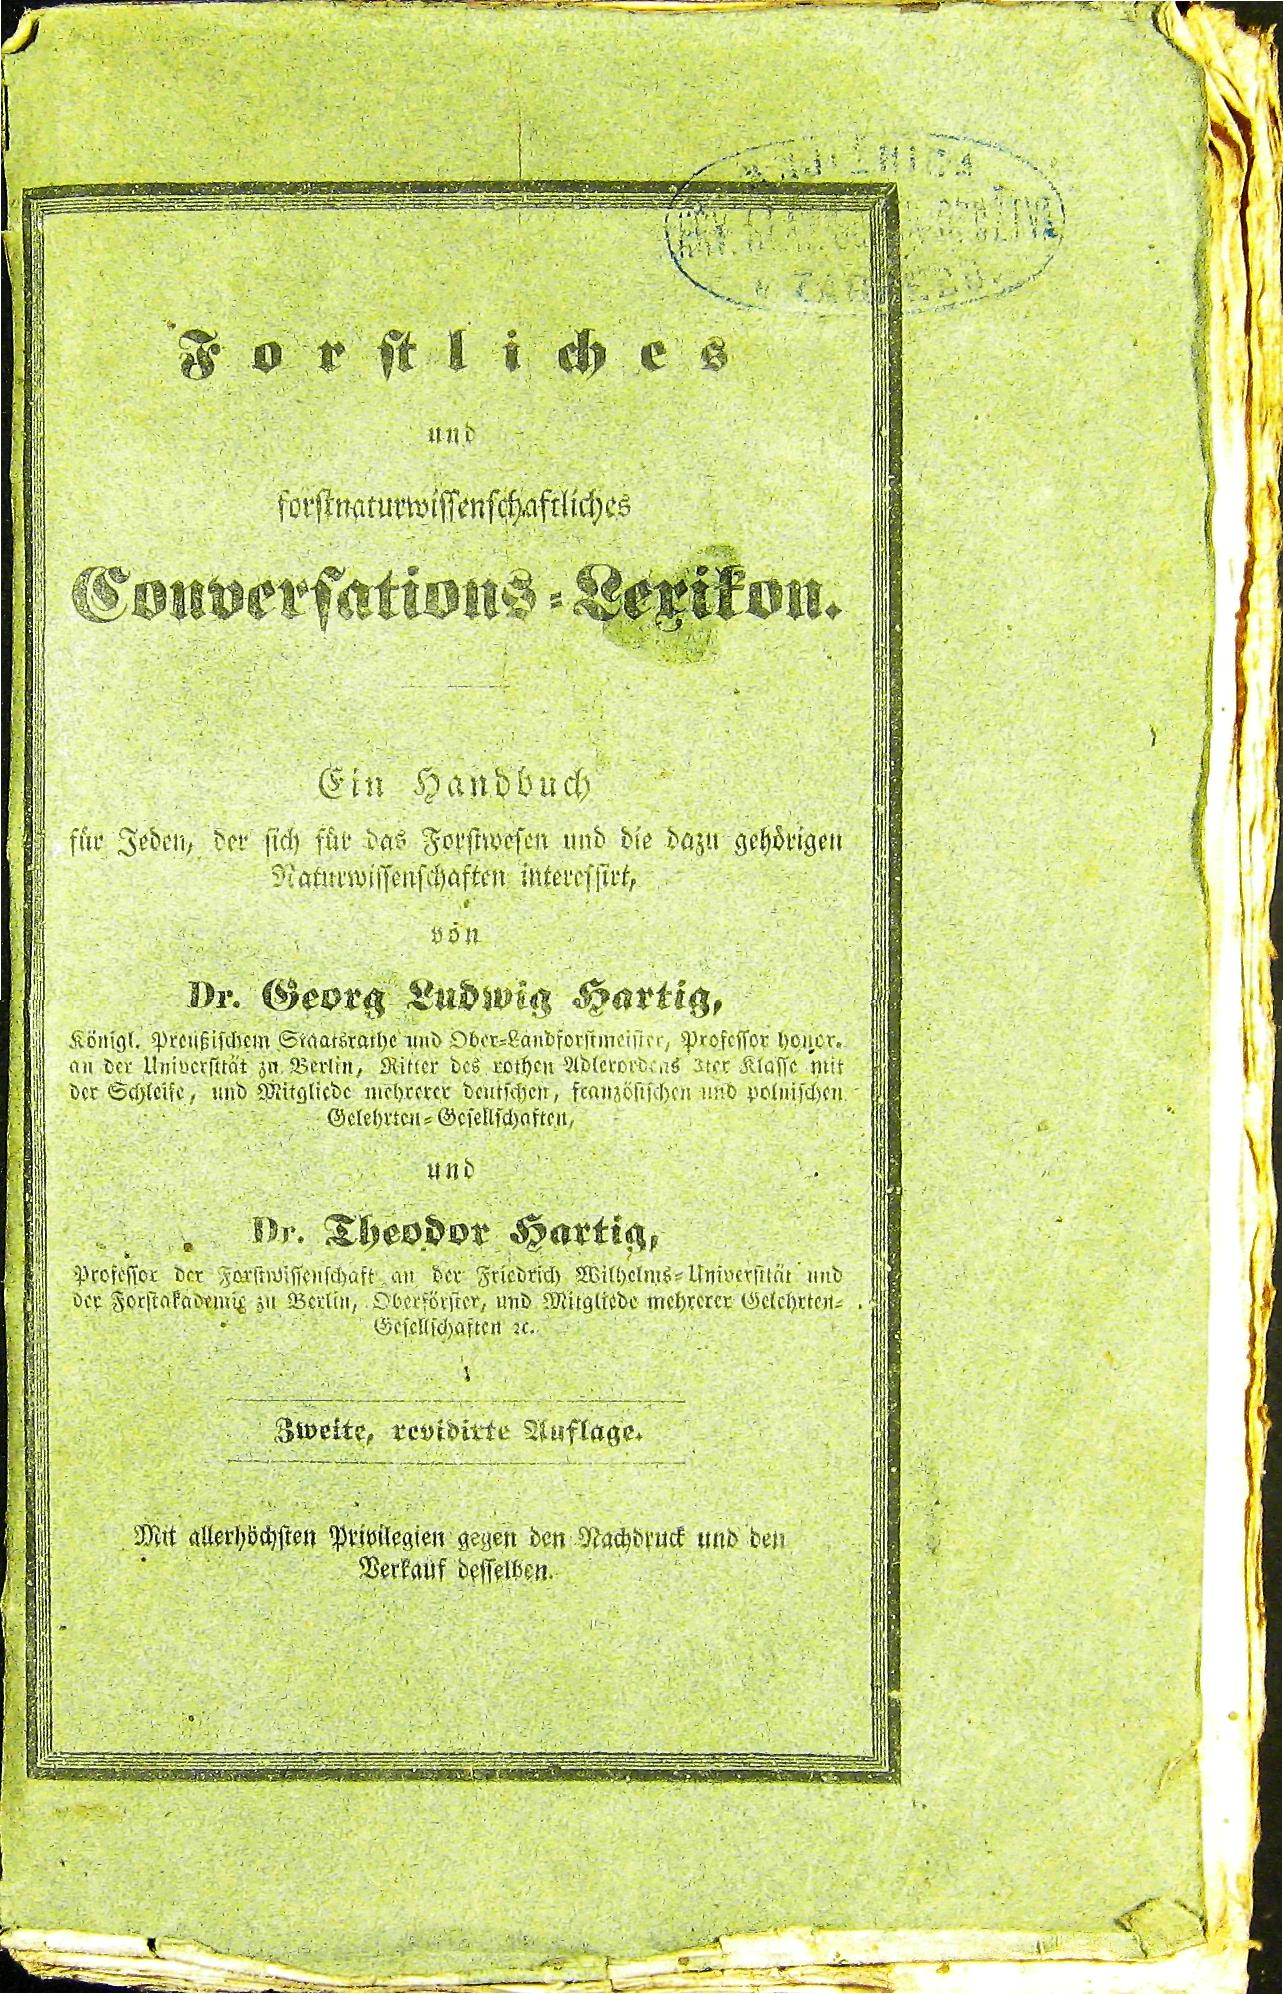 Forstliches
und
forstnaturwissenschaftliches
Conversations-Lexikon.
Ein Handbuch
für Jeden, der sich für das Forstwesen und die dazu gehörigen
Naturwissenschaften interessirt,
von
Dr. Georg Ludwig Hartig,
Königl. Preußischem Staatsrathe und Ober-Landforstmeister, Professor honor.
an der Universität zu Berlin, Ritter des rothen Adlerordens 3ter Klasse mit
der Schleife, und Mitgliede mehrerer deutschen, französischen und polnischen
Gelehrten-Gesellschaften,
und
Dr. Theodor Hartig,
Professor der Forstwissenschaft an der Friedrich Wilhelms-Universität und
der Forstakademie zu Berlin, Oberförster, und Mitgliede mehrerer Gelehrten-
Gesellschaften ꝛc.
Zweite, revidirte Auflage.
Mit allerhöchsten Privilegien gegen den Nachdruck und den
Verkauf desselben.